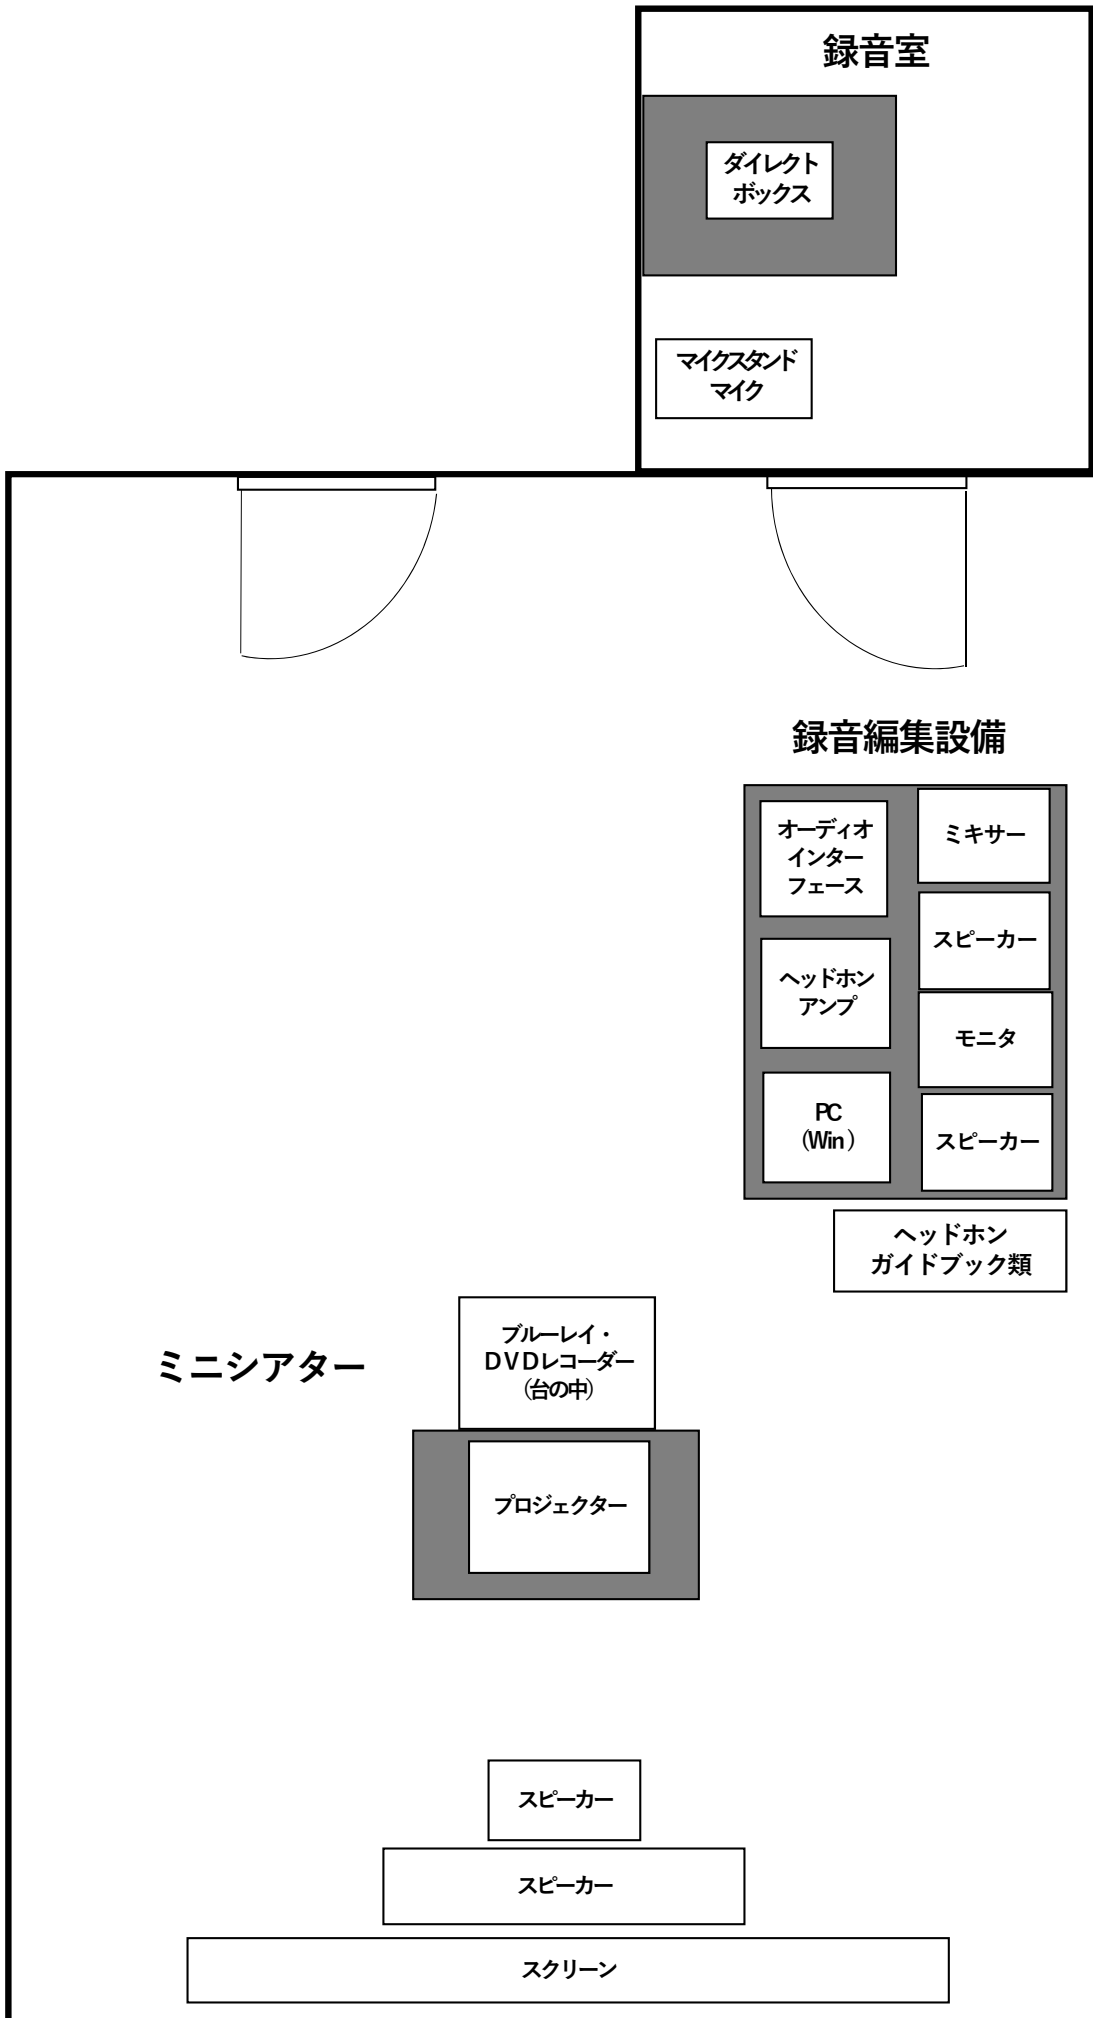 録音室
ダイレクト
ボックス
マイクスタンド
マイク
録音編集設備
オーディオ
インター
フェース
ミキサー
スピーカー
ヘッドホン
アンプ
モニタ
PC
（Win）
スピーカー
ヘッドホン
ガイドブック類
ミニシアター
ブルーレイ・
ＤＶＤレコーダー
（台の中）
プロジェクター
スピーカー
スピーカー
スクリーン